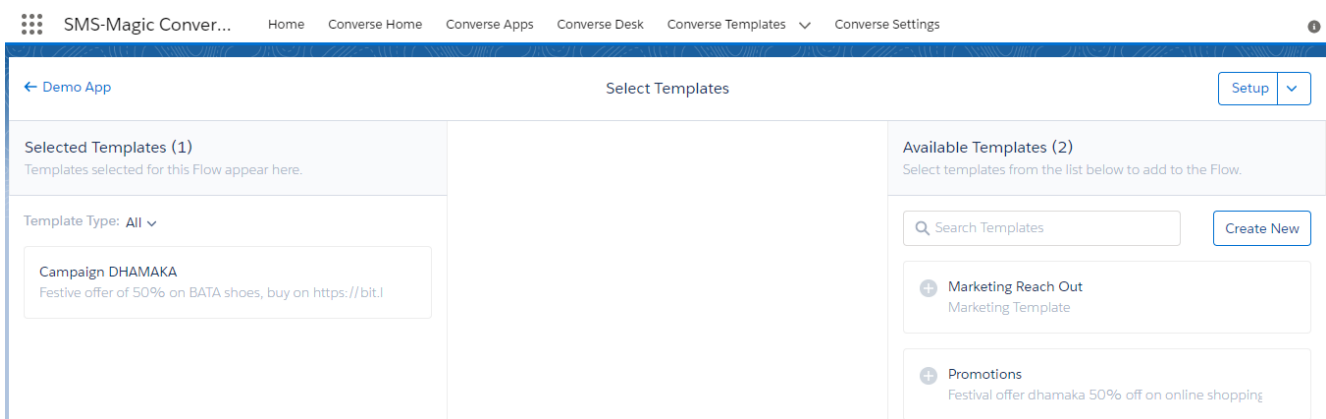 SMS-Magic Conver... Home Converse Home Converse Apps Converse Desk Converse Templates Converse Settings
Demo App Select Templates Setup
Selected Templates (1)
Templates selected for this Flow appear here.
Template Type: All
Campaign DHAMAKA
Festive offer of 50% on BATA shoes, buy on https://bit.l
Available Templates (2)
Select templates from the list below to add to the Flow.
Search Templates Create New
Marketing Reach Out
Marketing Template
Promotions
Festival offer dhamaka 50% off on online shopping